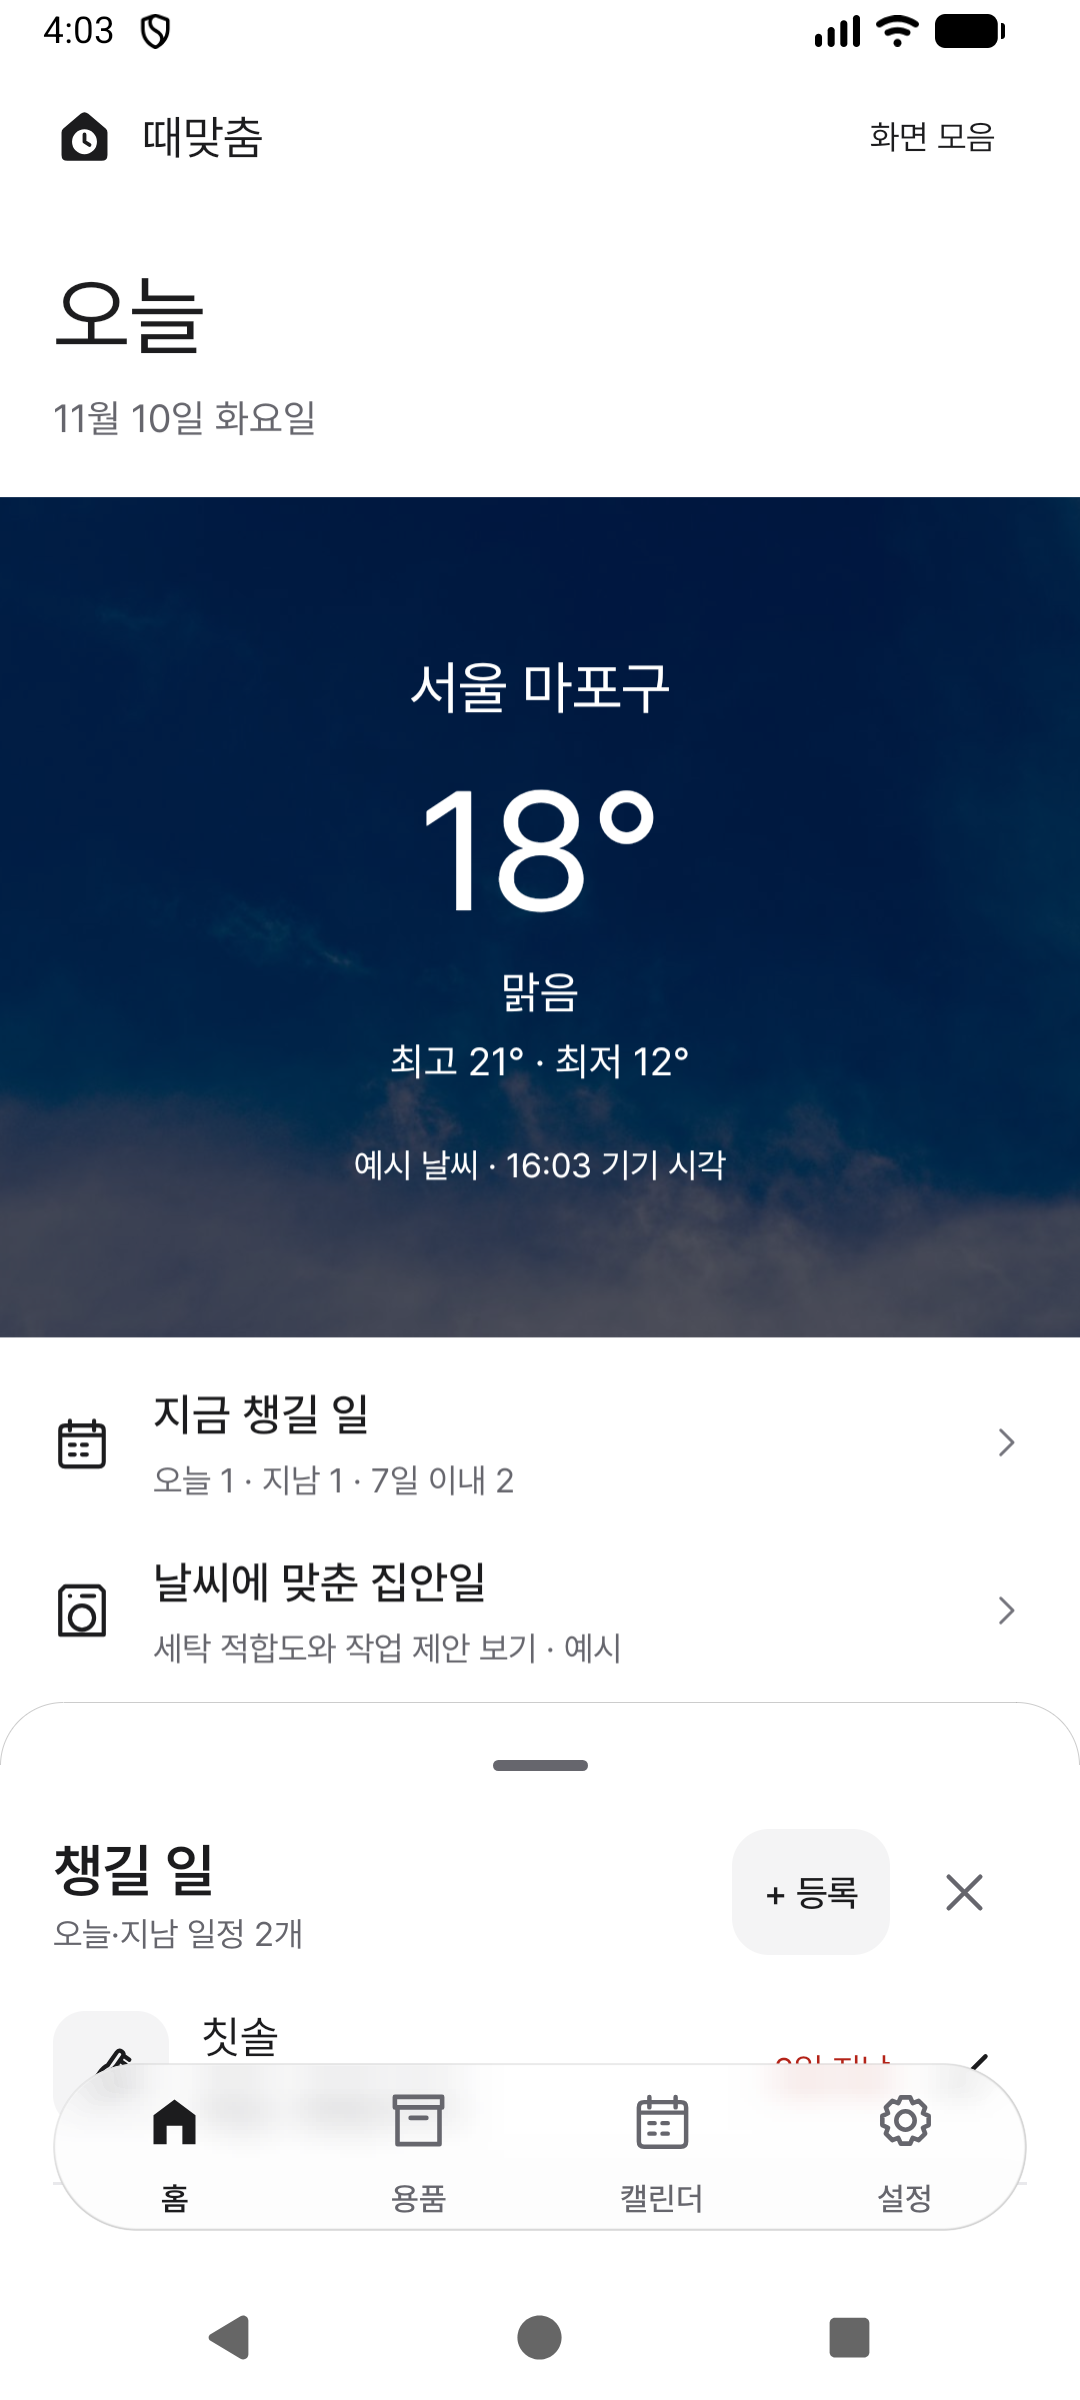 4:03
때맞춤
화면 모음
오늘
11월 10일 화요일
서울 마포구
18°
맑음
최고 21° · 최저 12°
예시 날씨 · 16:03 기기 시각
지금 챙길 일
오늘 1 · 지남 1 · 7일 이내 2
날씨에 맞춘 집안일
세탁 적합도와 작업 제안 보기 · 예시
챙길 일
+ 등록
오늘·지남 일정 2개
칫솔
홈
용품
캘린더
설정